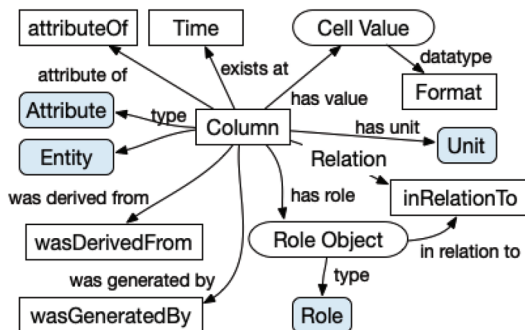 attributeOf
Time
Cell Value
attribute of
exists at
datatype
Attribute
type
has value
Format
Column
has unit
Unit
Entity
Relation
was derived from
has role
inRelationTo
wasDerivedFrom
Role Object
in relation to
was generated by
type
wasGeneratedBy
Role